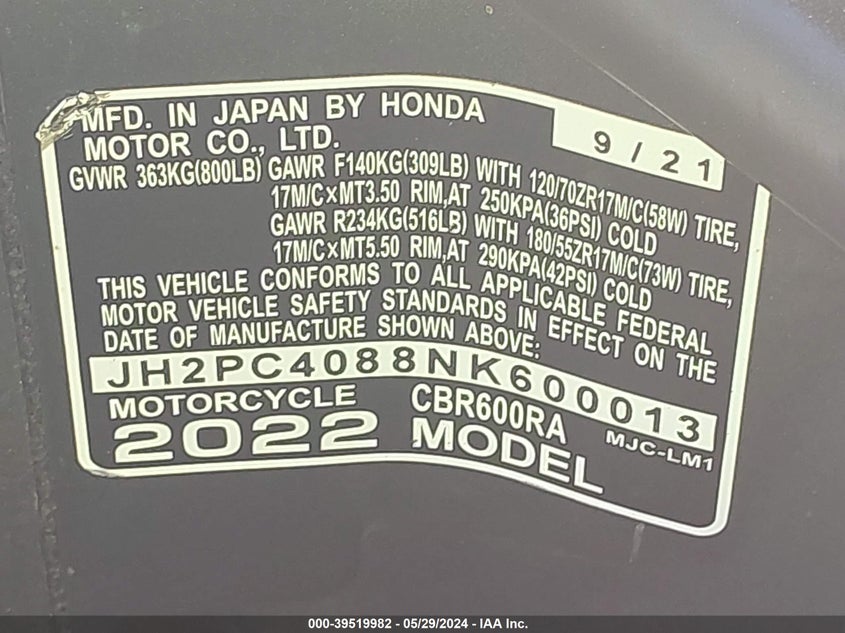 MFD. IN JAPAN BY HONDA
MOTOR CO., LTD.
9 / 21
GVWR 363KG(800LB) GAWR F140KG(309LB) WITH 120/70ZR17M/C(58W) TIRE,
17M/C×MT3.50 RIM,AT 250KPA(36PSI) COLD
GAWR R234KG(516LB) WITH 180/55ZR17M/C(73W) TIRE,
17M/C×MT5.50 RIM,AT 290KPA(42PSI) COLD
THIS VEHICLE CONFORMS TO ALL APPLICABLE FEDERAL
MOTOR VEHICLE SAFETY STANDARDS IN EFFECT ON THE
DATE OF MANUFACTURE SHOWN ABOVE:
JH2PC4088NK600013
MOTORCYCLE CBR600RA MJC-LM1
2022 MODEL
000-39519982 - 05/29/2024 - IAA Inc.